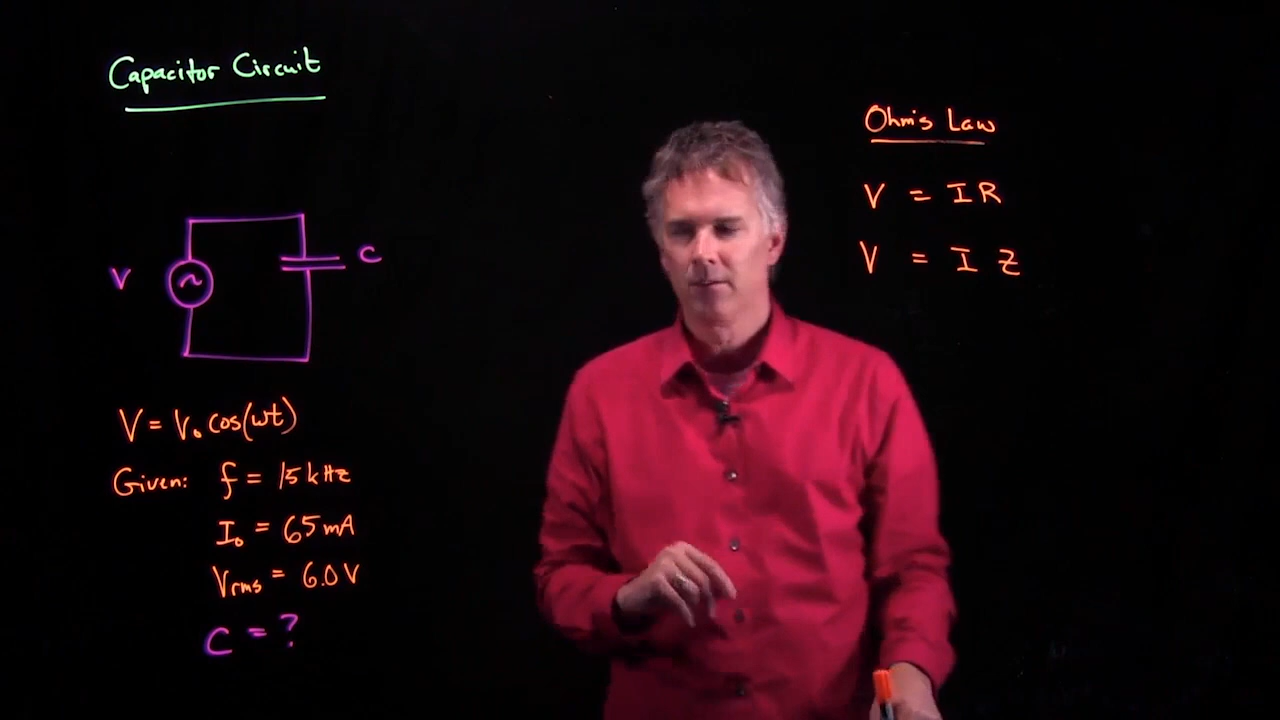 Capacitor Circuit
V
C
V = V₀ cos(ωt)
Given: f = 15 kHz
I₀ = 65 mA
Vrms = 6.0 V
C = ?
Ohm's Law
V = I R
V = I Z